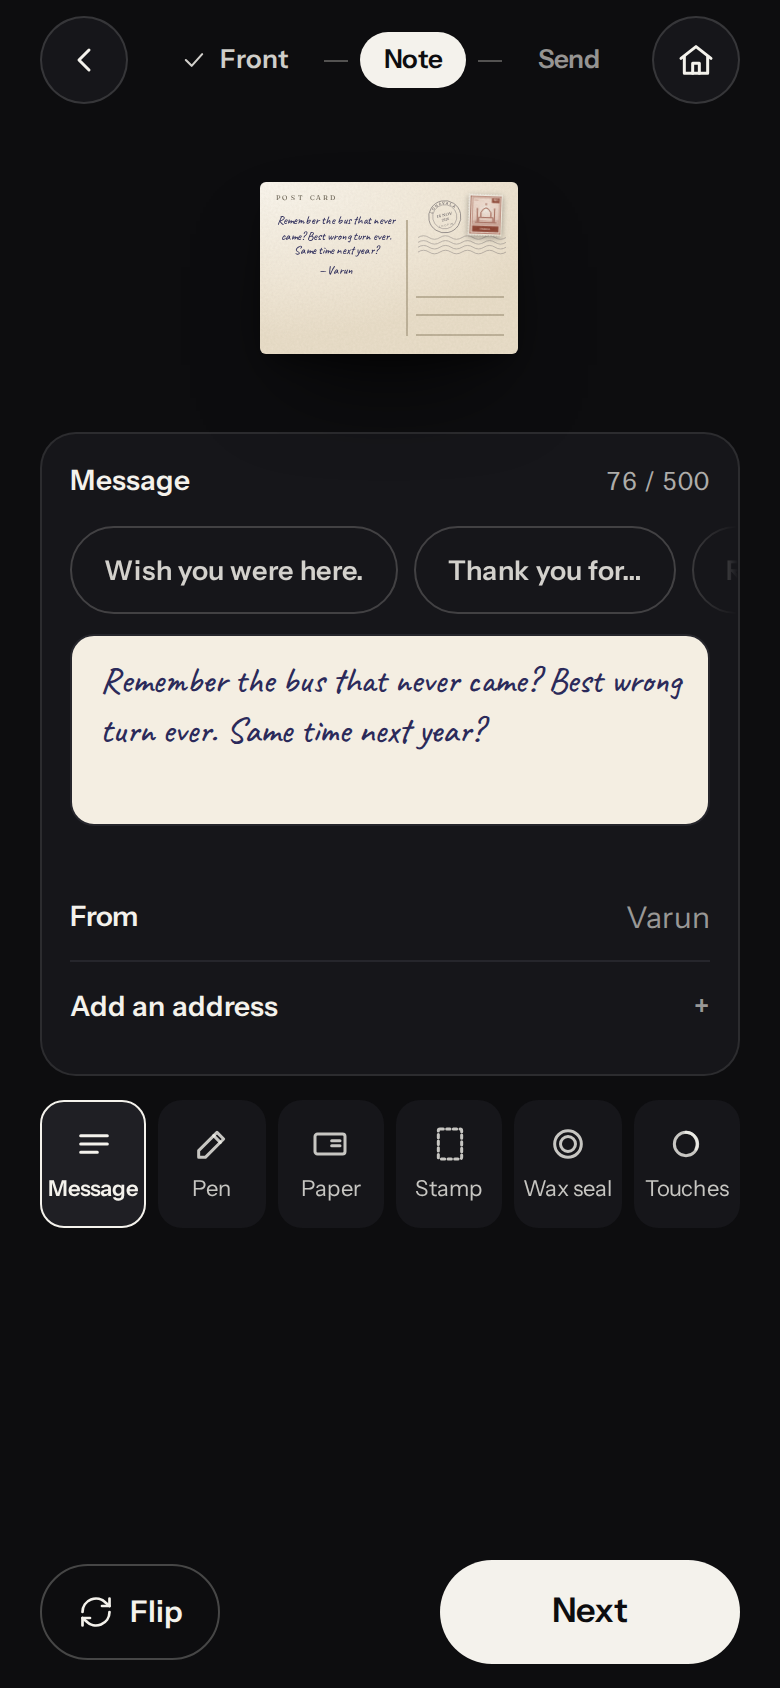 Front
Note
Send
POST CARD
Remember the bus that never
came? Best wrong turn ever.
Same time next year?
— Varun
Message
76 / 500
Wish you were here.
Thank you for...
Remember the bus that never came? Best wrong
turn ever. Same time next year?
From
Varun
Add an address
+
Message
Pen
Paper
Stamp
Wax seal
Touches
Flip
Next